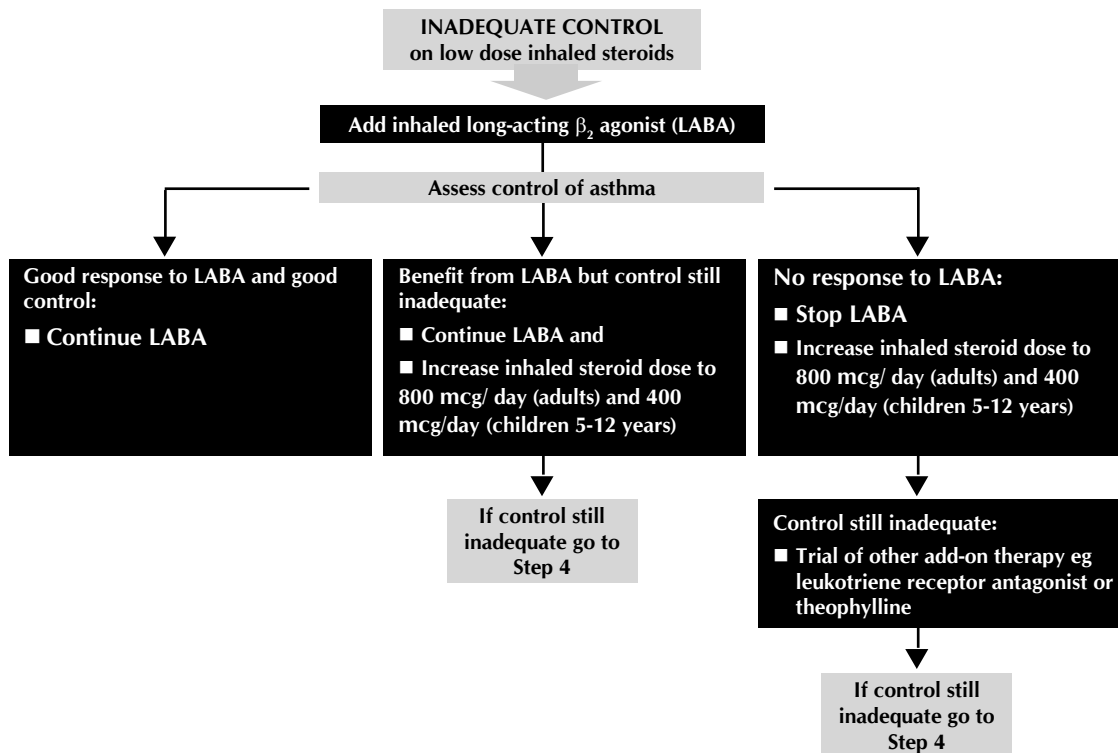 INADEQUATE CONTROL
on low dose inhaled steroids
Add inhaled long-acting β₂ agonist (LABA)
Assess control of asthma
Good response to LABA and good
control:
■ Continue LABA
Benefit from LABA but control still
inadequate:
■ Continue LABA and
■ Increase inhaled steroid dose to
800 mcg/ day (adults) and 400
mcg/day (children 5-12 years)
If control still
inadequate go to
Step 4
No response to LABA:
■ Stop LABA
■ Increase inhaled steroid dose to
800 mcg/ day (adults) and 400
mcg/day (children 5-12 years)
Control still inadequate:
■ Trial of other add-on therapy eg
leukotriene receptor antagonist or
theophylline
If control still
inadequate go to
Step 4